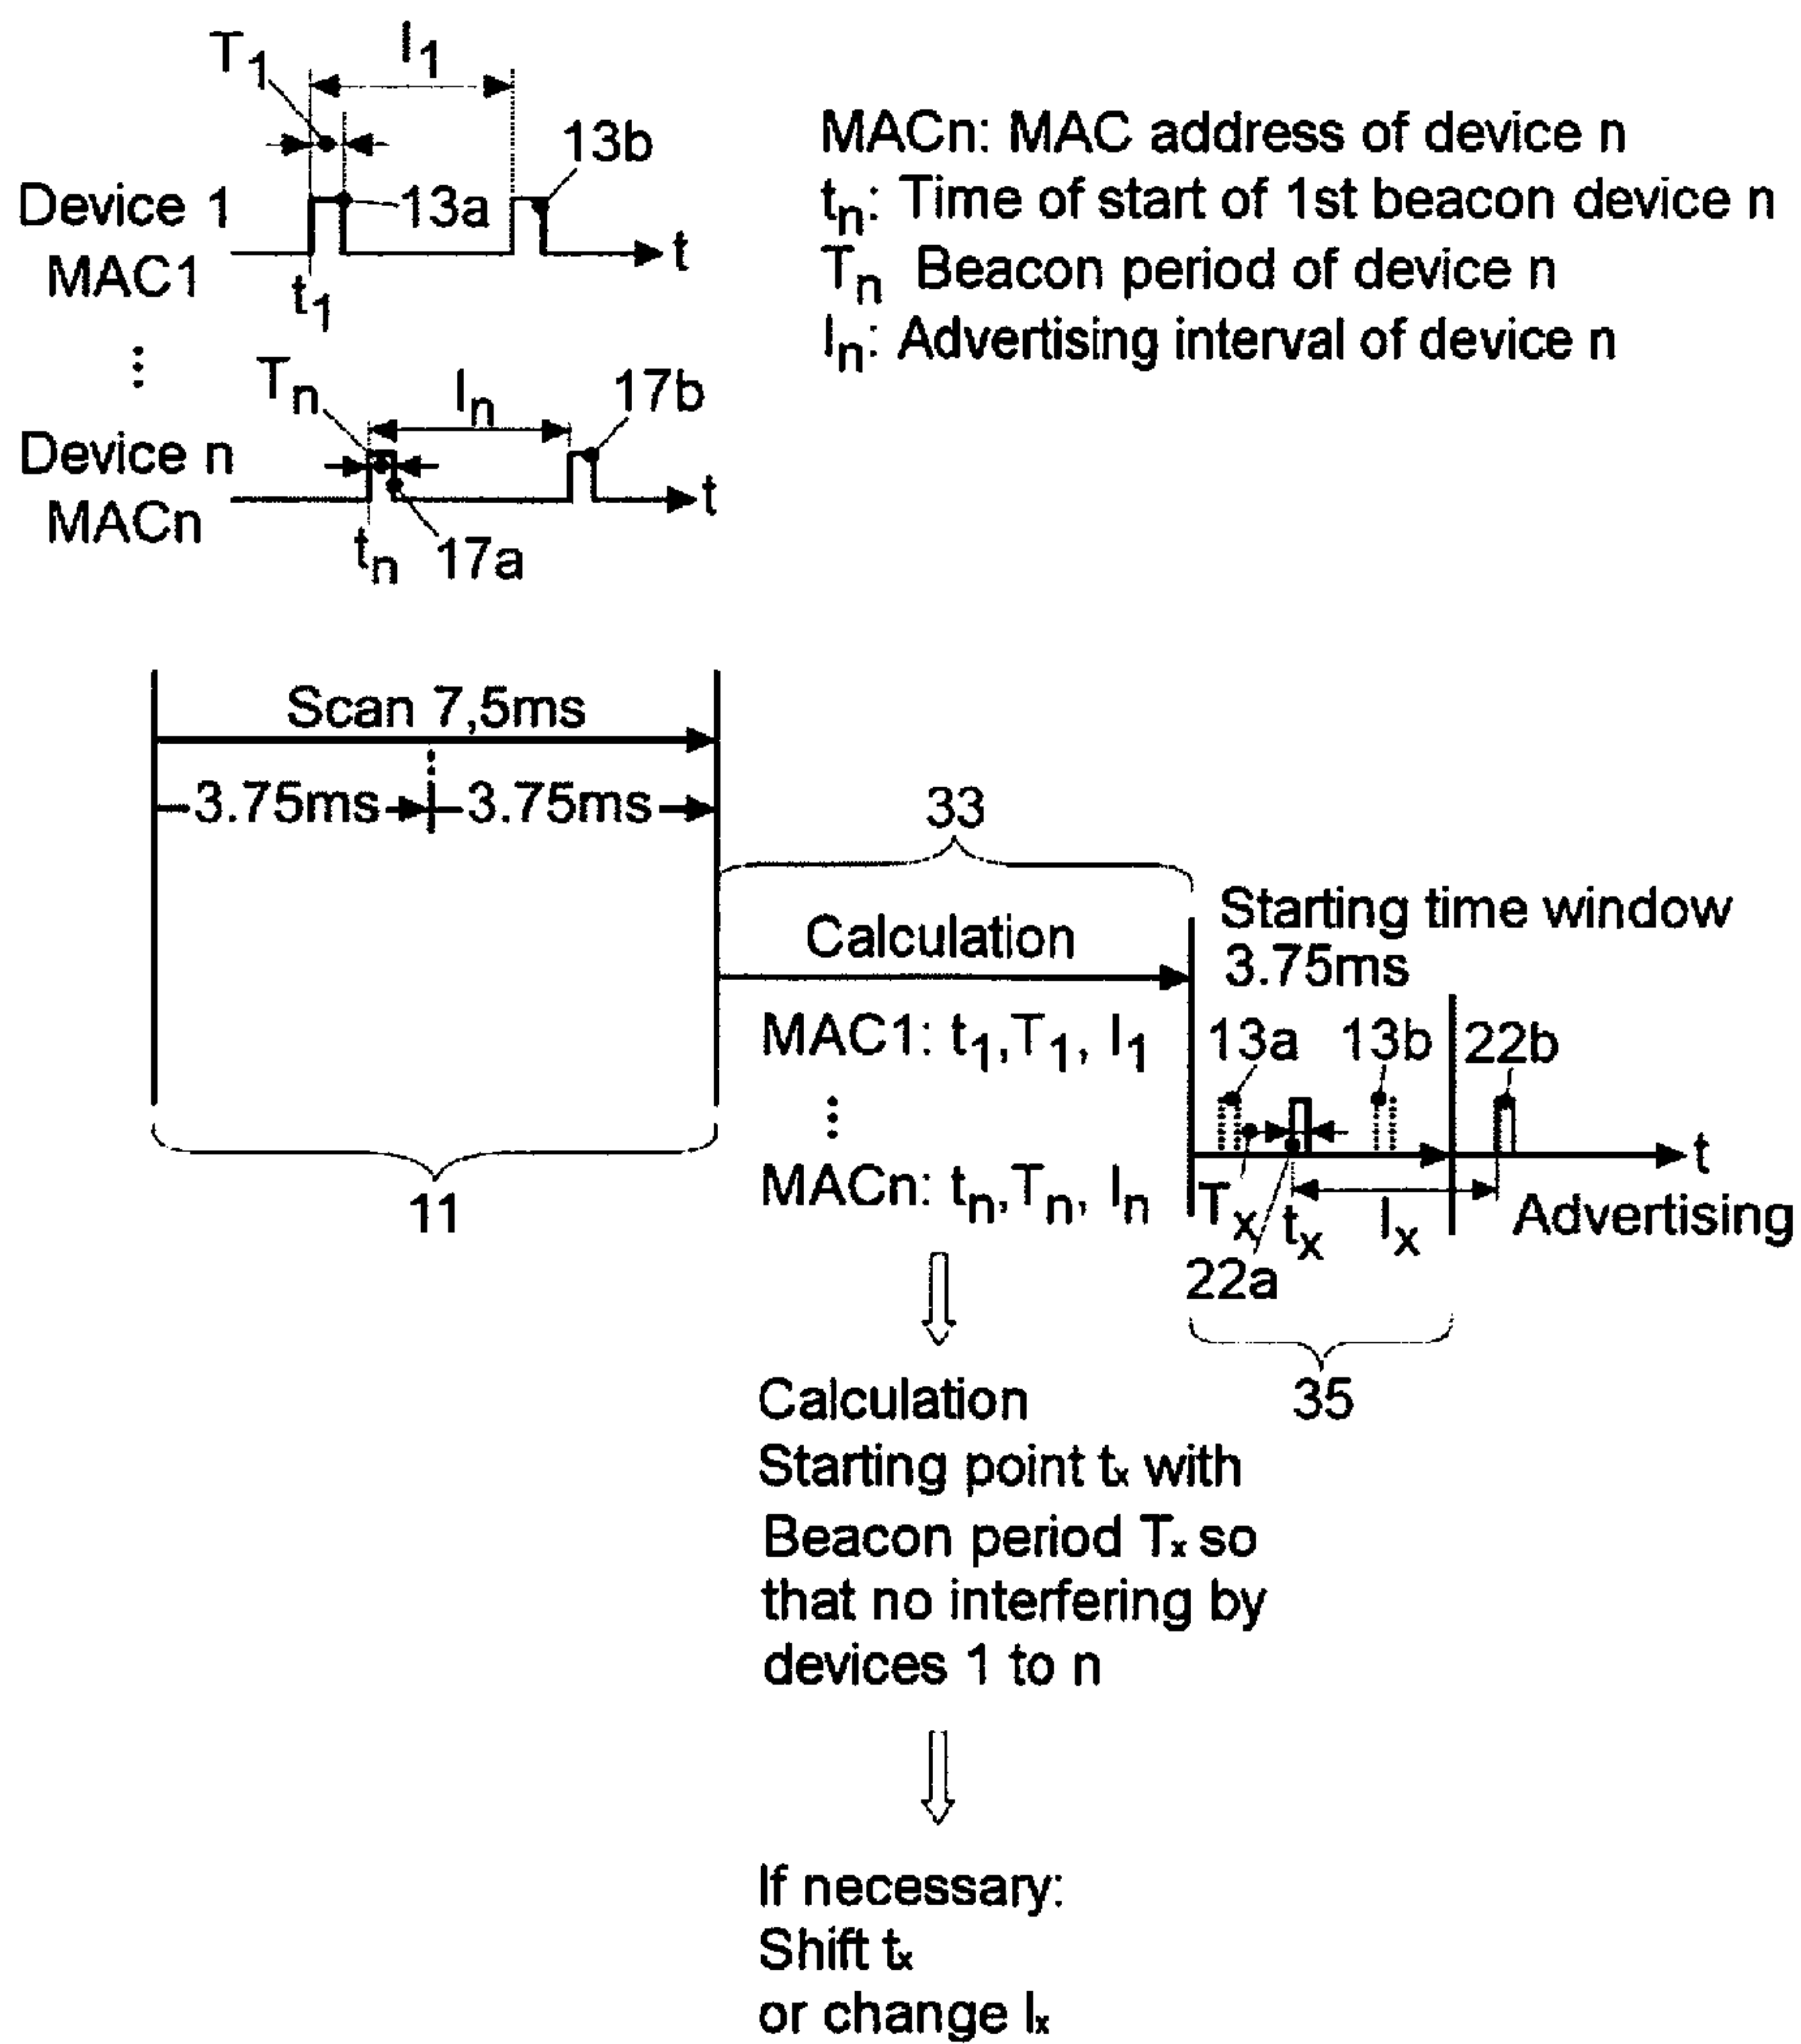 T1
I1
13b
Device 1
13a
MAC1
t1
t
MACn: MAC address of device n
tn: Time of start of 1st beacon device n
Tn Beacon period of device n
In: Advertising interval of device n
Tn
In
17b
Device n
MACn
tn
17a
t
Scan 7,5ms
3.75ms
3.75ms
11
33
Calculation
MAC1: t1,T1, I1
MACn: tn,Tn, In
Starting time window
3.75ms
13a
13b
22b
t
Tx
tx
Ix
Advertising
22a
35
Calculation
Starting point tx with
Beacon period Tx so
that no interfering by
devices 1 to n
If necessary:
Shift tx
or change Ix